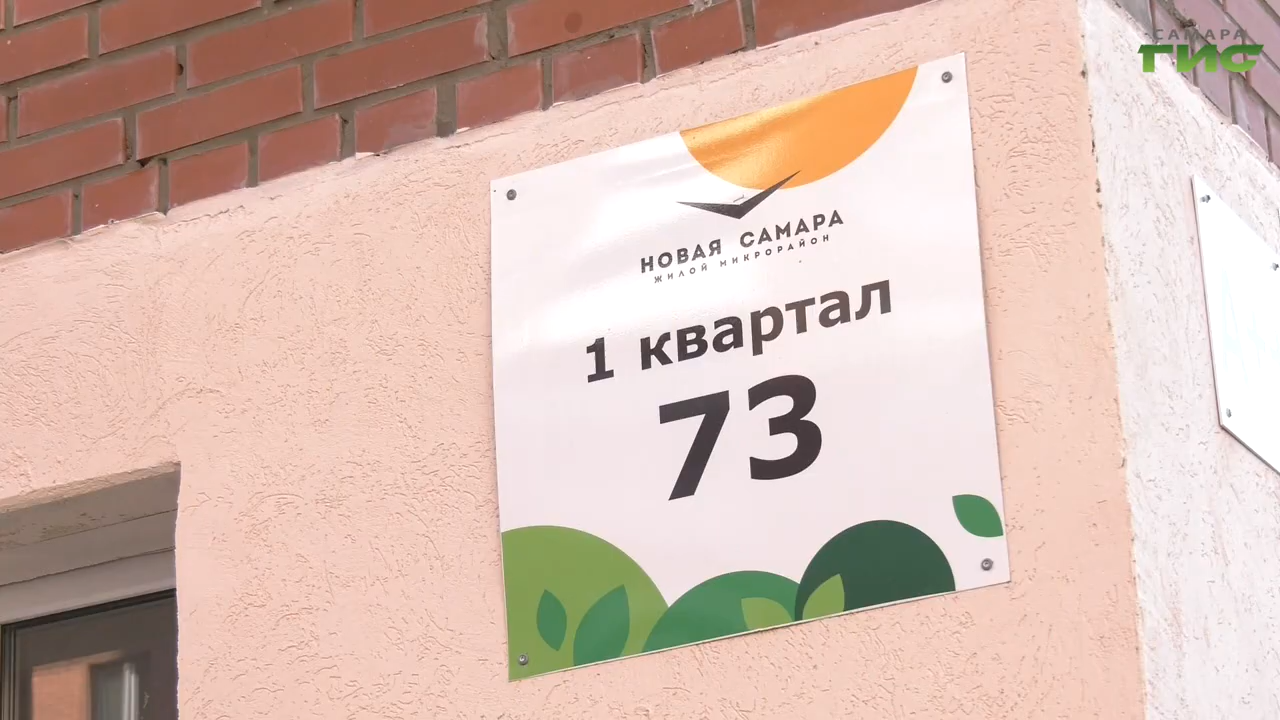 САМАРА
ГИС
НОВАЯ САМАРА
ЖИЛОЙ МИКРОРАЙОН
1 квартал
73